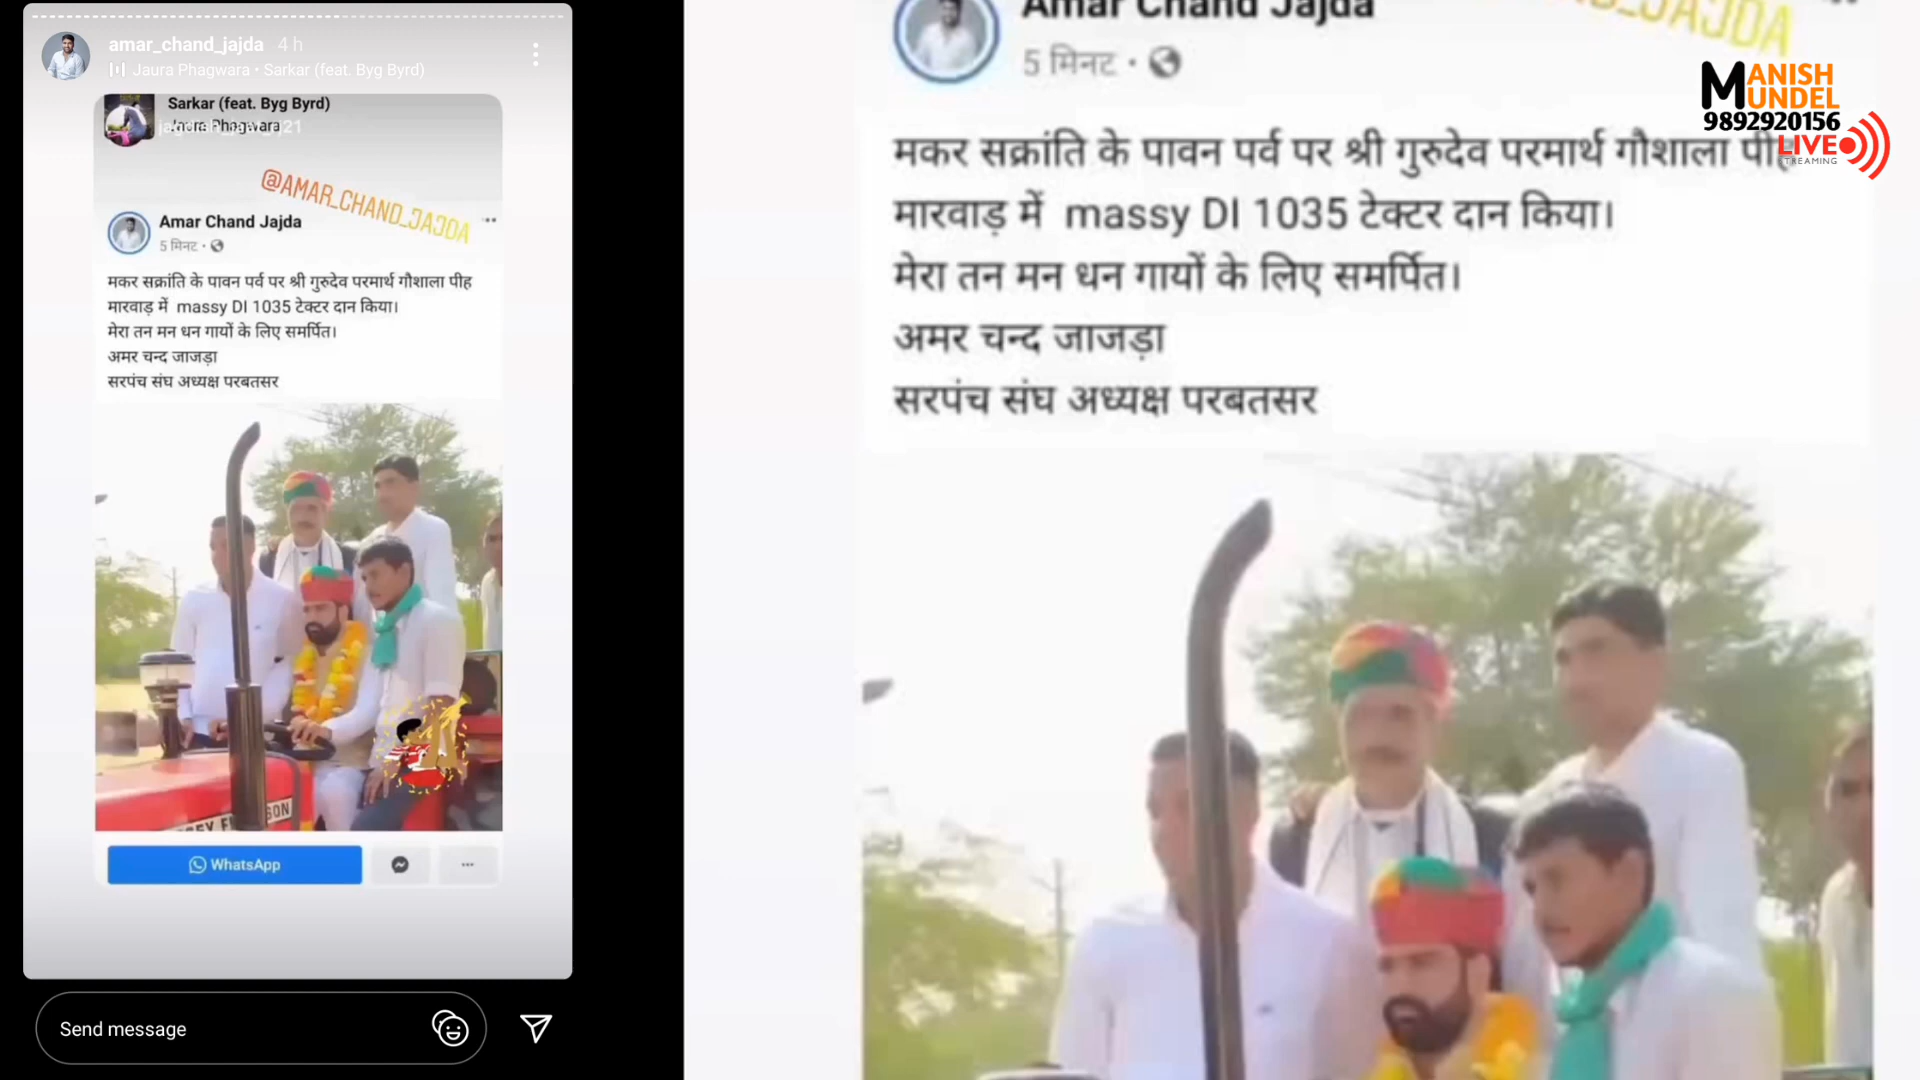 amar_chand_jajda 4 h
Jaura Phagwara • Sarkar (feat. Byg Byrd)
Sarkar (feat. Byg Byrd)
Jaura Phagwara
@AMAR_CHAND_JAJDA
Amar Chand Jajda
5 मिनट •
मकर सक्रांति के पावन पर्व पर श्री गुरुदेव परमार्थ गौशाला पीह
मारवाड़ में massy DI 1035 टेक्टर दान किया।
मेरा तन मन धन गायों के लिए समर्पित।
अमर चन्द जाजड़ा
सरपंच संघ अध्यक्ष परबतसर
WhatsApp
Send message
Amar Chand Jajda
5 मिनट •
मकर सक्रांति के पावन पर्व पर श्री गुरुदेव परमार्थ गौशाला पीह
मारवाड़ में massy DI 1035 टेक्टर दान किया।
मेरा तन मन धन गायों के लिए समर्पित।
अमर चन्द जाजड़ा
सरपंच संघ अध्यक्ष परबतसर
MANISH
MUNDEL
9892920156
LIVE
STREAMING